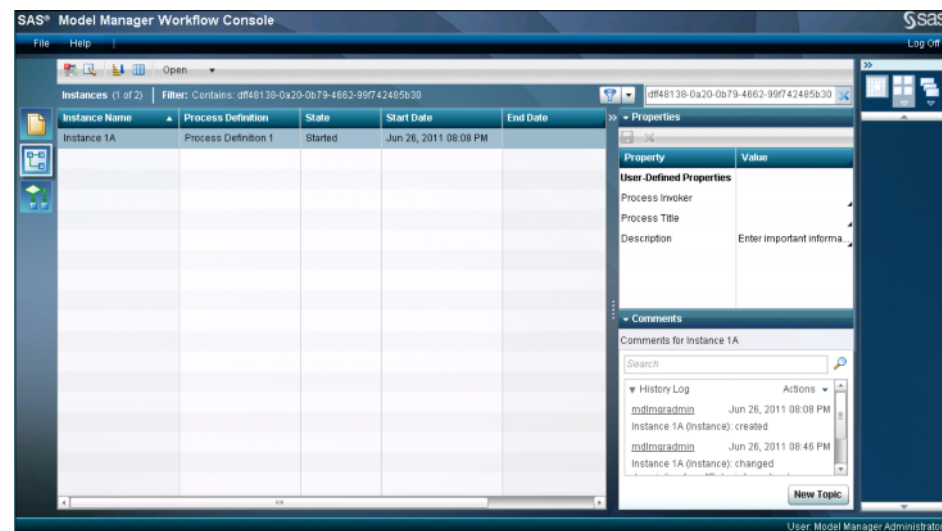 SAS® Model Manager Workflow Console
sas
File Help
Log Off
Open
Instances (1 of 2) Filter: Contains: dff48138-0a20-0b79-4662-99f742485b30
dff48138-0a20-0b79-4662-99f742485b30
Instance Name Process Definition State Start Date End Date
Instance 1A Process Definition 1 Started Jun 26, 2011 08:08 PM
Properties
Property Value
User-Defined Properties
Process Invoker
Process Title
Description Enter important informa...
Comments
Comments for Instance 1A
Search
History Log Actions
mdlmgradmin Jun 26, 2011 08:08 PM
Instance 1A (Instance): created
mdlmgradmin Jun 26, 2011 08:46 PM
Instance 1A (Instance): changed
New Topic
User: Model Manager Administrator